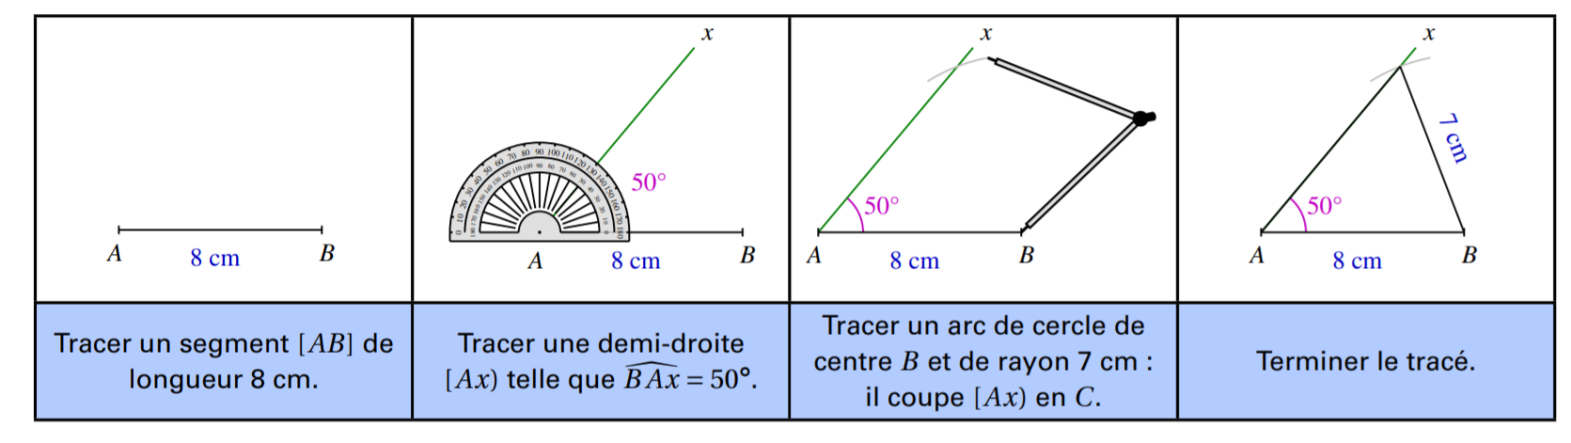 A
8 cm
B
x
50°
A
8 cm
B
x
50°
A
8 cm
B
x
7 cm
50°
A
8 cm
B
Tracer un segment [AB] de
longueur 8 cm.
Tracer une demi-droite
[Ax) telle que \widehat{BAx} = 50°.
Tracer un arc de cercle de
centre B et de rayon 7 cm :
il coupe [Ax) en C.
Terminer le tracé.